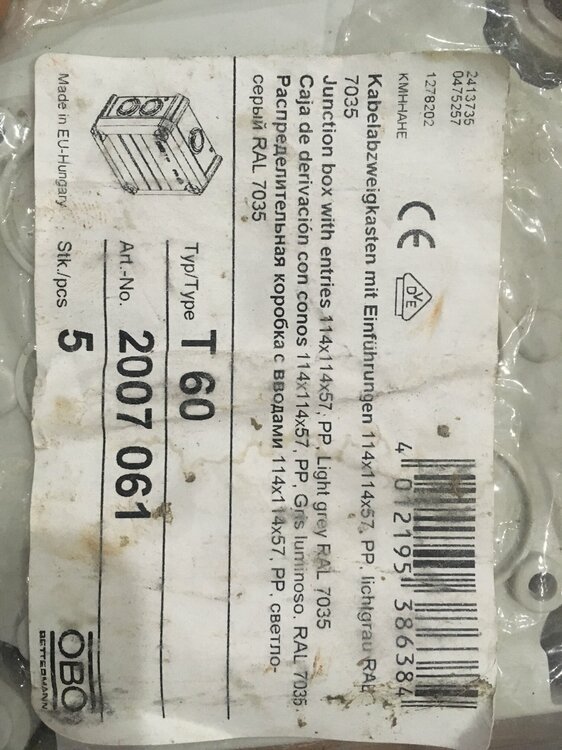 2413735
0475257
1278202
KMHHAHE
4 012195 386384
Kabelabzweigkasten mit Einführungen 114x114x57, PP, lichtgrau RAL
7035
Junction box with entries 114x114x57, PP, Light grey RAL 7035
Caja de derivación con conos 114x114x57, PP, Gris luminoso, RAL 7035
Распределительная коробка с вводами 114x114x57, PP, светло-
серый RAL 7035
Typ/Type T 60
Art.-No. 2007 061
Stk./pcs 5
Made in EU-Hungary
OBO
BETTERMANN
CE
DVE